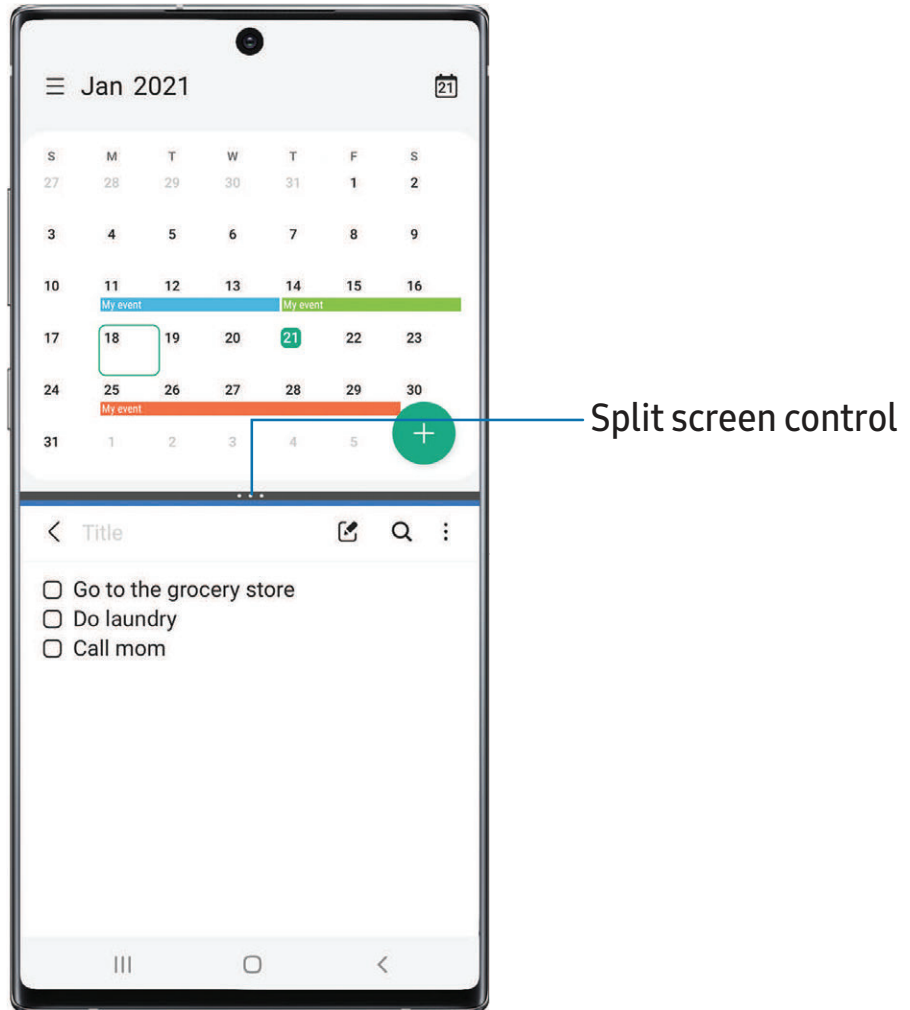 Jan 2021
21
S M T W T F S
27 28 29 30 31 1 2
3 4 5 6 7 8 9
10 11 12 13 14 15 16
My event My event
17 18 19 20 21 22 23
24 25 26 27 28 29 30
My event
31 1 2 3 4 5
Split screen control
Title
Go to the grocery store
Do laundry
Call mom